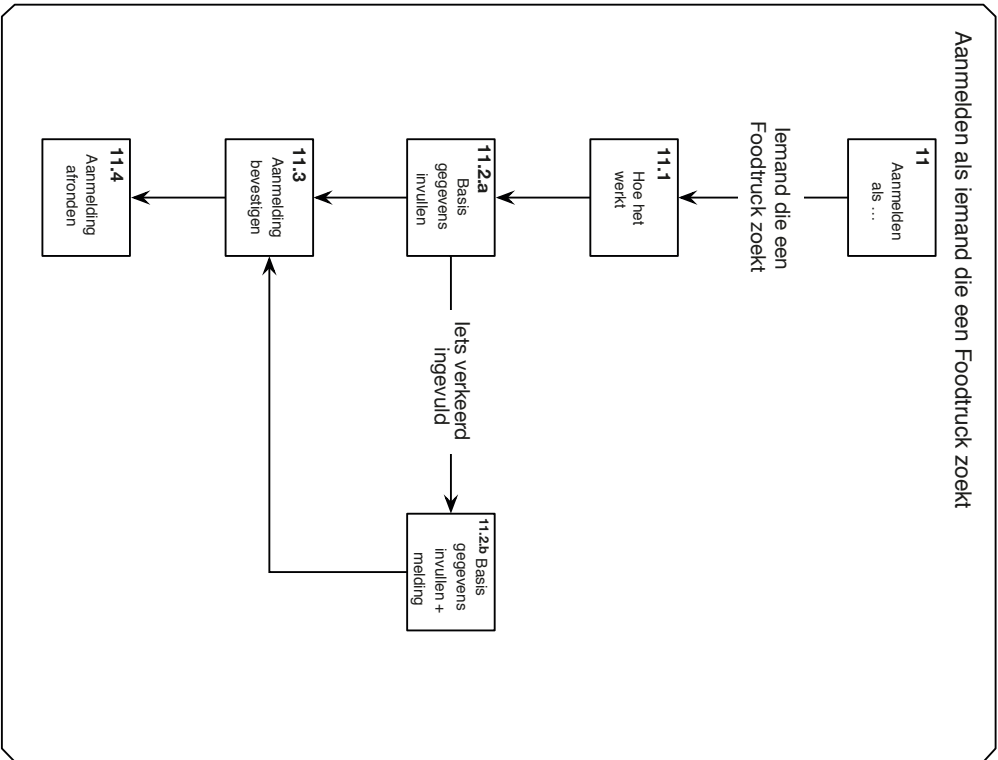 Aanmelden als iemand die een Foodtruck zoekt
11
Aanmelden
als ...
Iemand die een
Foodtruck zoekt
11.1
Hoe het
werkt
11.2.a
Basis
gegevens
invullen
Iets verkeerd
ingevuld
11.2.b Basis
gegevens
invullen +
melding
11.3
Aanmelding
bevestigen
11.4
Aanmelding
afronden